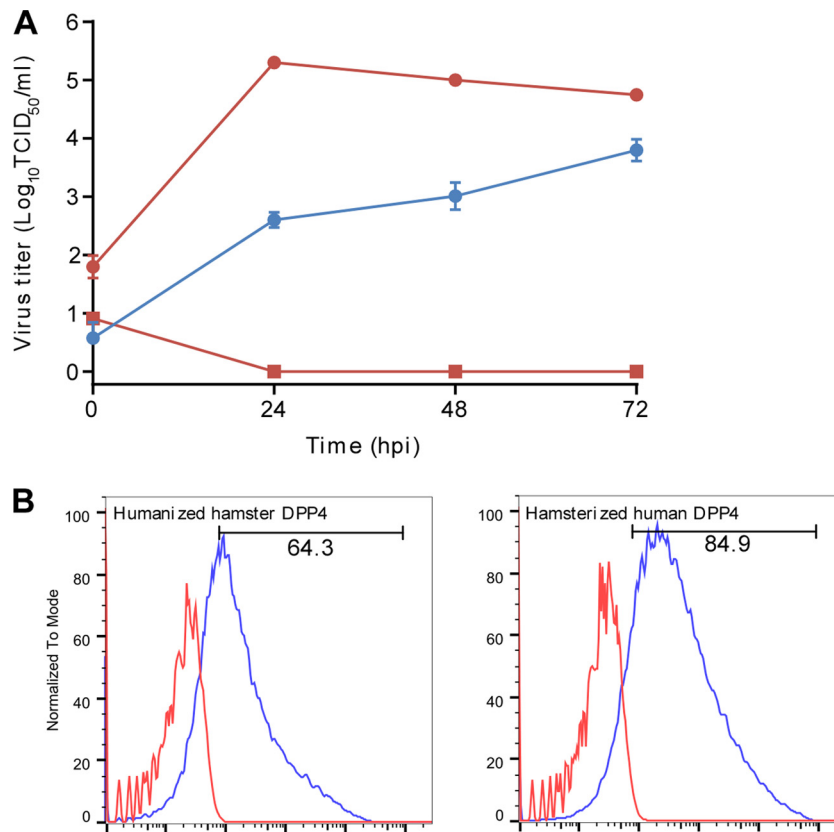 A
6
5
4
3
2
1
0
Virus titer (Log10TCID50/ml)
0 24 48 72
Time (hpi)
B
Humanized hamster DPP4
64.3
100
80
60
40
20
0
Normalized To Mode
Hamsterized human DPP4
84.9
100
80
60
40
20
0